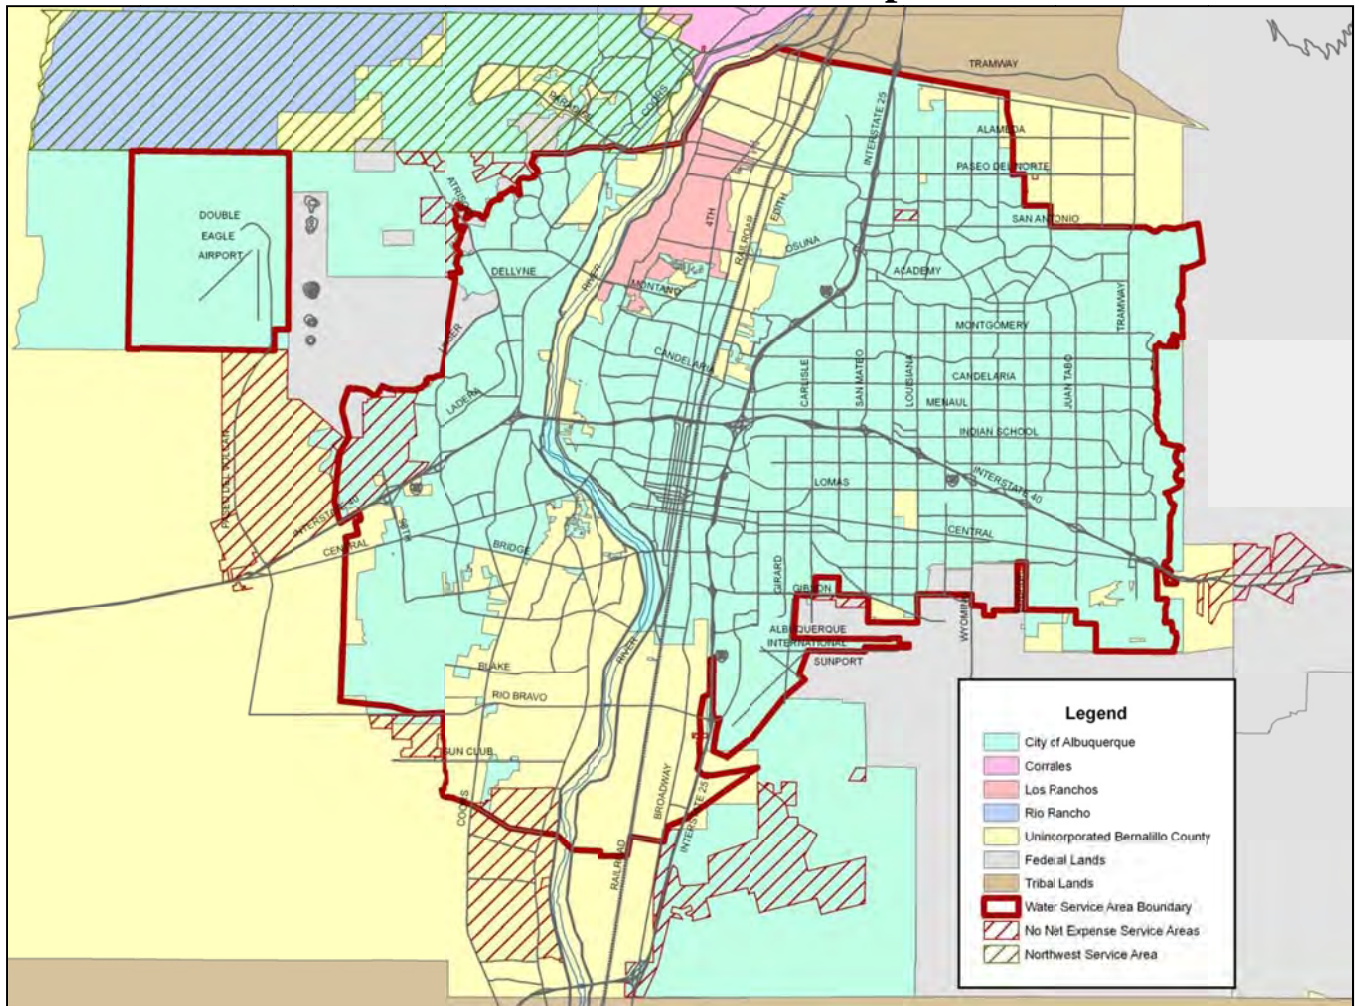 TRAMWAY
INTERSTATE 25
COORS
PARADISE
ALAMEDA
PASEO DEL NORTE
ATRISCO
SAN ANTONIO
4TH
EDITH
DOUBLE
EAGLE
AIRPORT
RAILROAD
OSUNA
DELLYNE
RIVER
ACADEMY
MONTANO
TRAMWAY
MONTGOMERY
UNSER
CANDELARIA
CARLISLE
SAN MATEO
LOUISIANA
CANDELARIA
JUAN TABO
LADERA
MENAUL
INDIAN SCHOOL
PASEO DEL VOLCAN
INTERSTATE 40
LOMAS
INTERSTATE 40
98TH
CENTRAL
CENTRAL
BRIDGE
GIRARD
GIBSON
WYOMING
ALBUQUERQUE
INTERNATIONAL
SUNPORT
RIVER
BLAKE
RIO BRAVO
SUN CLUB
COORS
BROADWAY
INTERSTATE 25
RAILROAD
Legend
City of Albuquerque
Corrales
Los Ranchos
Rio Rancho
Unincorporated Bernalillo County
Federal Lands
Tribal Lands
Water Service Area Boundary
No Net Expense Service Areas
Northwest Service Area